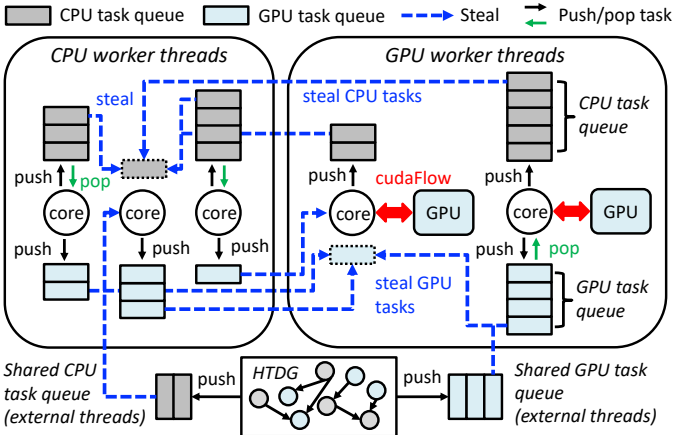 CPU task queue
GPU task queue
Steal
Push/pop task
CPU worker threads
GPU worker threads
steal
steal CPU tasks
CPU task
queue
push
pop
push
push
push
cudaFlow
core
core
core
core
GPU
core
GPU
push
push
push
push
pop
steal GPU
tasks
GPU task
queue
Shared CPU
task
queue
(external threads)
push
HTDG
push
Shared GPU task
queue
(external threads)